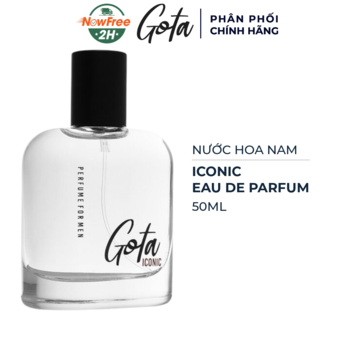 NowFree
2H
Gota
PHÂN PHỐI
CHÍNH HÃNG
PERFUME FOR MEN
Gota
ICONIC
NƯỚC HOA NAM
ICONIC
EAU DE PARFUM
50ML